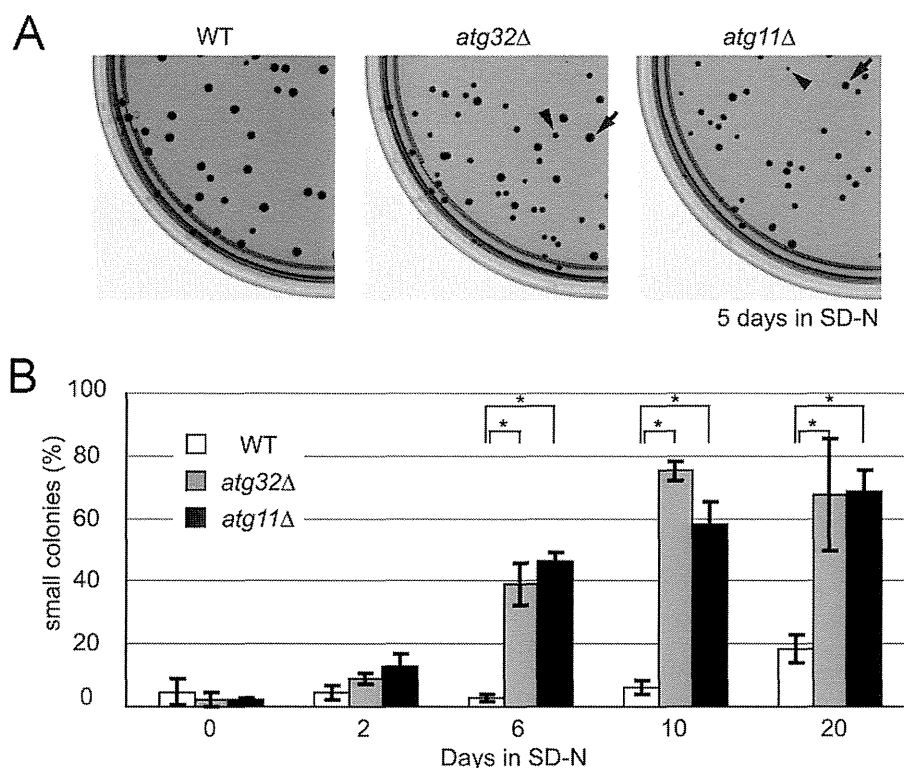 A
WT
atg32Δ
atg11Δ
5 days in SD-N
B
100
80
60
40
20
0
small colonies (%)
WT
atg32Δ
atg11Δ
* *
* *
* *
0 2 6 10 20
Days in SD-N